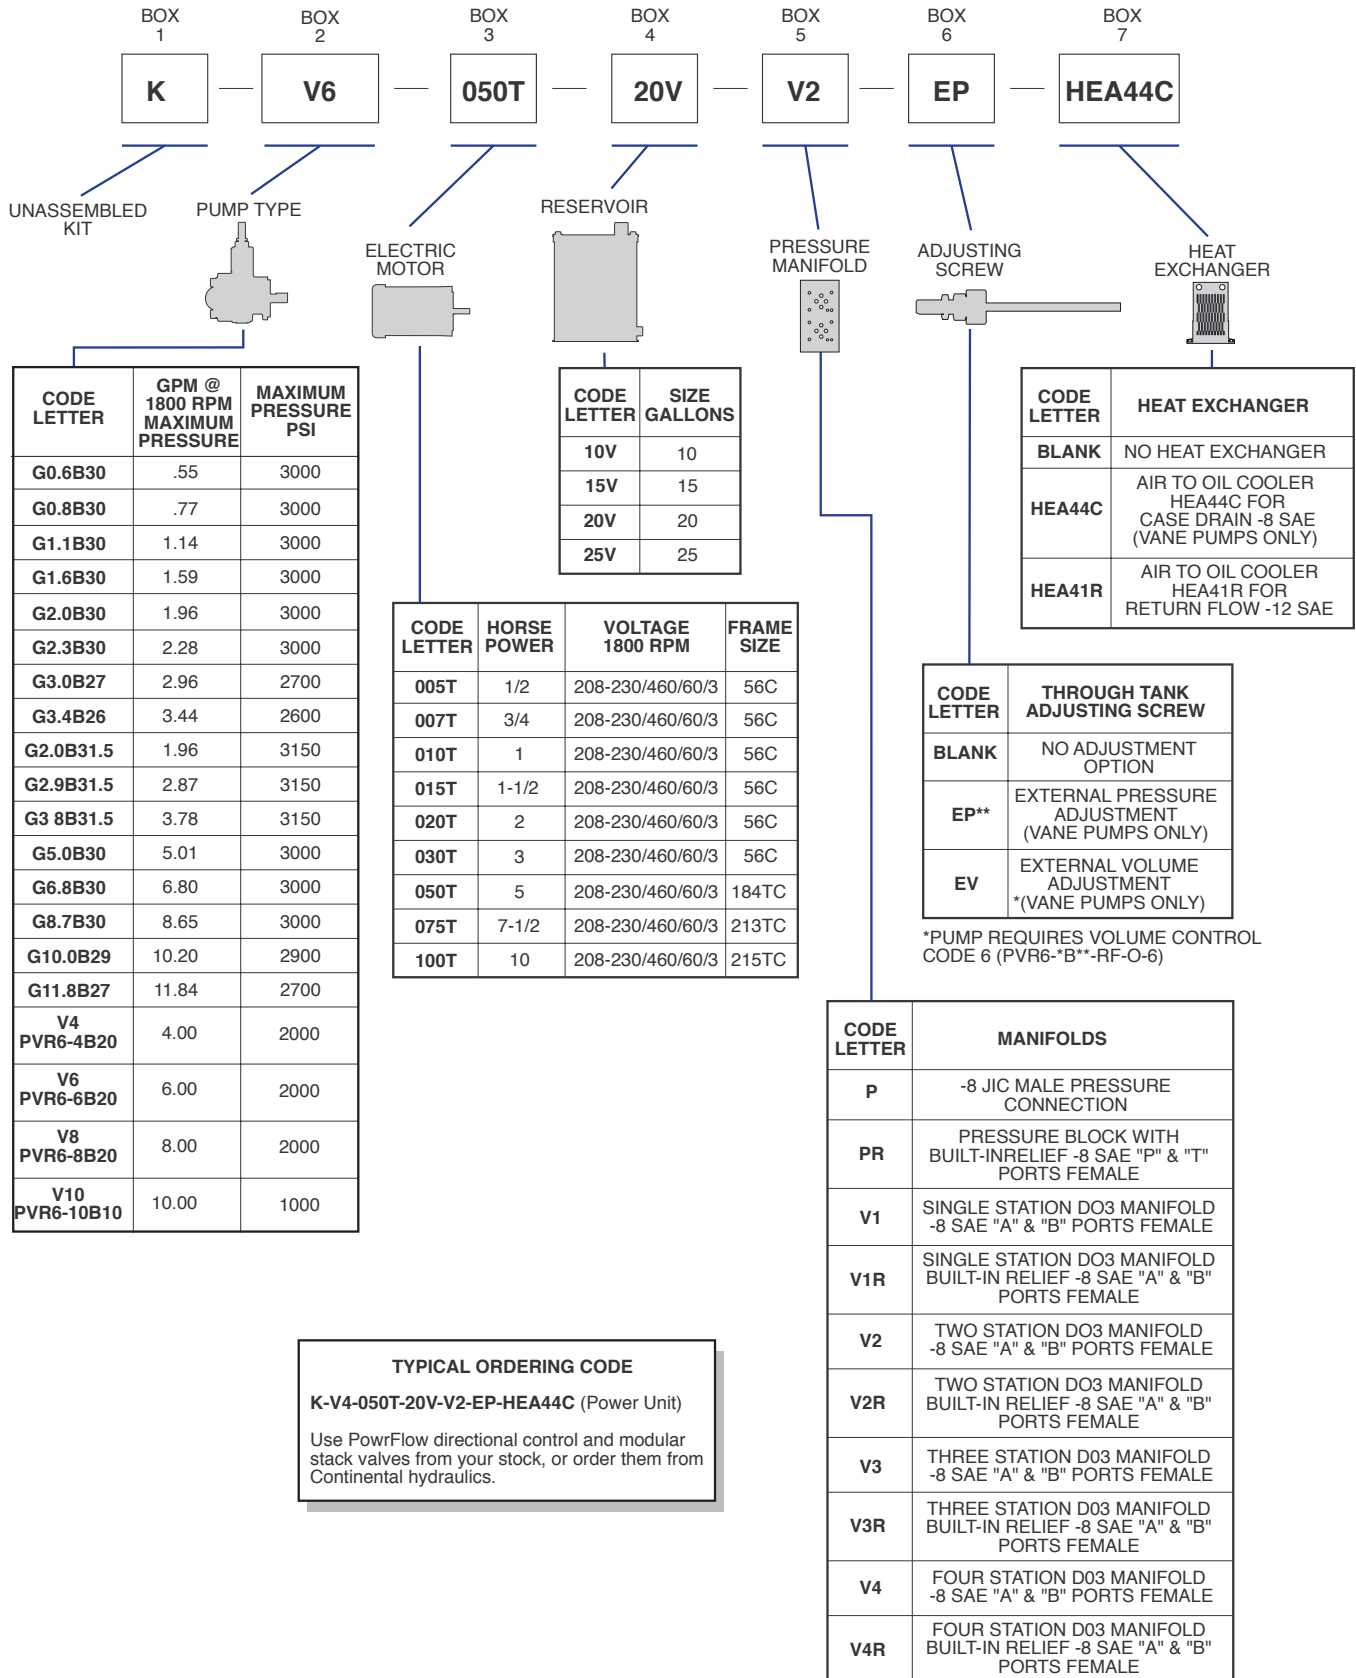 BOX 1
BOX 2
BOX 3
BOX 4
BOX 5
BOX 6
BOX 7
K — V6 — 050T — 20V — V2 — EP — HEA44C
UNASSEMBLED
KIT
PUMP TYPE
ELECTRIC
MOTOR
RESERVOIR
PRESSURE
MANIFOLD
ADJUSTING
SCREW
HEAT
EXCHANGER
CODE LETTER | GPM @ 1800 RPM MAXIMUM PRESSURE | MAXIMUM PRESSURE PSI
G0.6B30 | .55 | 3000
G0.8B30 | .77 | 3000
G1.1B30 | 1.14 | 3000
G1.6B30 | 1.59 | 3000
G2.0B30 | 1.96 | 3000
G2.3B30 | 2.28 | 3000
G3.0B27 | 2.96 | 2700
G3.4B26 | 3.44 | 2600
G2.0B31.5 | 1.96 | 3150
G2.9B31.5 | 2.87 | 3150
G3 8B31.5 | 3.78 | 3150
G5.0B30 | 5.01 | 3000
G6.8B30 | 6.80 | 3000
G8.7B30 | 8.65 | 3000
G10.0B29 | 10.20 | 2900
G11.8B27 | 11.84 | 2700
V4 PVR6-4B20 | 4.00 | 2000
V6 PVR6-6B20 | 6.00 | 2000
V8 PVR6-8B20 | 8.00 | 2000
V10 PVR6-10B10 | 10.00 | 1000
CODE LETTER | HORSE POWER | VOLTAGE 1800 RPM | FRAME SIZE
005T | 1/2 | 208-230/460/60/3 | 56C
007T | 3/4 | 208-230/460/60/3 | 56C
010T | 1 | 208-230/460/60/3 | 56C
015T | 1-1/2 | 208-230/460/60/3 | 56C
020T | 2 | 208-230/460/60/3 | 56C
030T | 3 | 208-230/460/60/3 | 56C
050T | 5 | 208-230/460/60/3 | 184TC
075T | 7-1/2 | 208-230/460/60/3 | 213TC
100T | 10 | 208-230/460/60/3 | 215TC
CODE LETTER | SIZE GALLONS
10V | 10
15V | 15
20V | 20
25V | 25
CODE LETTER | HEAT EXCHANGER
BLANK | NO HEAT EXCHANGER
HEA44C | AIR TO OIL COOLER
HEA44C FOR
CASE DRAIN -8 SAE
(VANE PUMPS ONLY)
HEA41R | AIR TO OIL COOLER
HEA41R FOR
RETURN FLOW -12 SAE
CODE LETTER | THROUGH TANK ADJUSTING SCREW
BLANK | NO ADJUSTMENT
OPTION
EP** | EXTERNAL PRESSURE
ADJUSTMENT
(VANE PUMPS ONLY)
EV | EXTERNAL VOLUME
ADJUSTMENT
*(VANE PUMPS ONLY)
*PUMP REQUIRES VOLUME CONTROL
CODE 6 (PVR6-*B**-RF-O-6)
CODE LETTER | MANIFOLDS
P | -8 JIC MALE PRESSURE
CONNECTION
PR | PRESSURE BLOCK WITH
BUILT-INRELIEF -8 SAE "P" & "T"
PORTS FEMALE
V1 | SINGLE STATION DO3 MANIFOLD
-8 SAE "A" & "B" PORTS FEMALE
V1R | SINGLE STATION DO3 MANIFOLD
BUILT-IN RELIEF -8 SAE "A" & "B"
PORTS FEMALE
V2 | TWO STATION DO3 MANIFOLD
-8 SAE "A" & "B" PORTS FEMALE
V2R | TWO STATION DO3 MANIFOLD
BUILT-IN RELIEF -8 SAE "A" & "B"
PORTS FEMALE
V3 | THREE STATION D03 MANIFOLD
-8 SAE "A" & "B" PORTS FEMALE
V3R | THREE STATION D03 MANIFOLD
BUILT-IN RELIEF -8 SAE "A" & "B"
PORTS FEMALE
V4 | FOUR STATION D03 MANIFOLD
-8 SAE "A" & "B" PORTS FEMALE
V4R | FOUR STATION D03 MANIFOLD
BUILT-IN RELIEF -8 SAE "A" & "B"
PORTS FEMALE
TYPICAL ORDERING CODE
K-V4-050T-20V-V2-EP-HEA44C (Power Unit)
Use PowrFlow directional control and modular
stack valves from your stock, or order them from
Continental hydraulics.